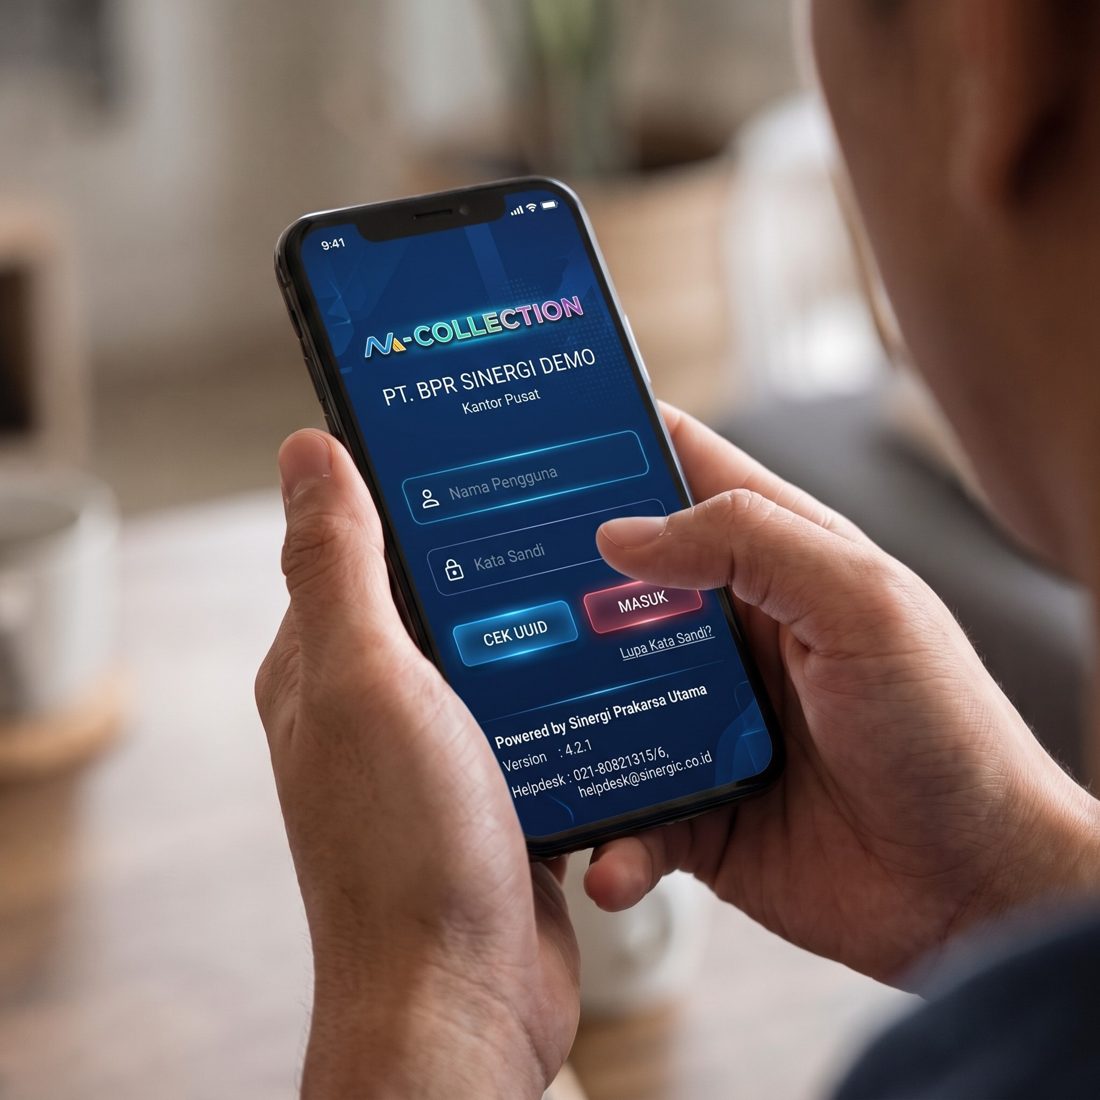 9:41
M-COLLECTION
PT. BPR SINERGI DEMO
Kantor Pusat
Nama Pengguna
Kata Sandi
CEK UUID
MASUK
Lupa Kata Sandi?
Powered by Sinergi Prakarsa Utama
Version : 4.2.1
Helpdesk : 021-80821315/6,
helpdesk@sinergic.co.id